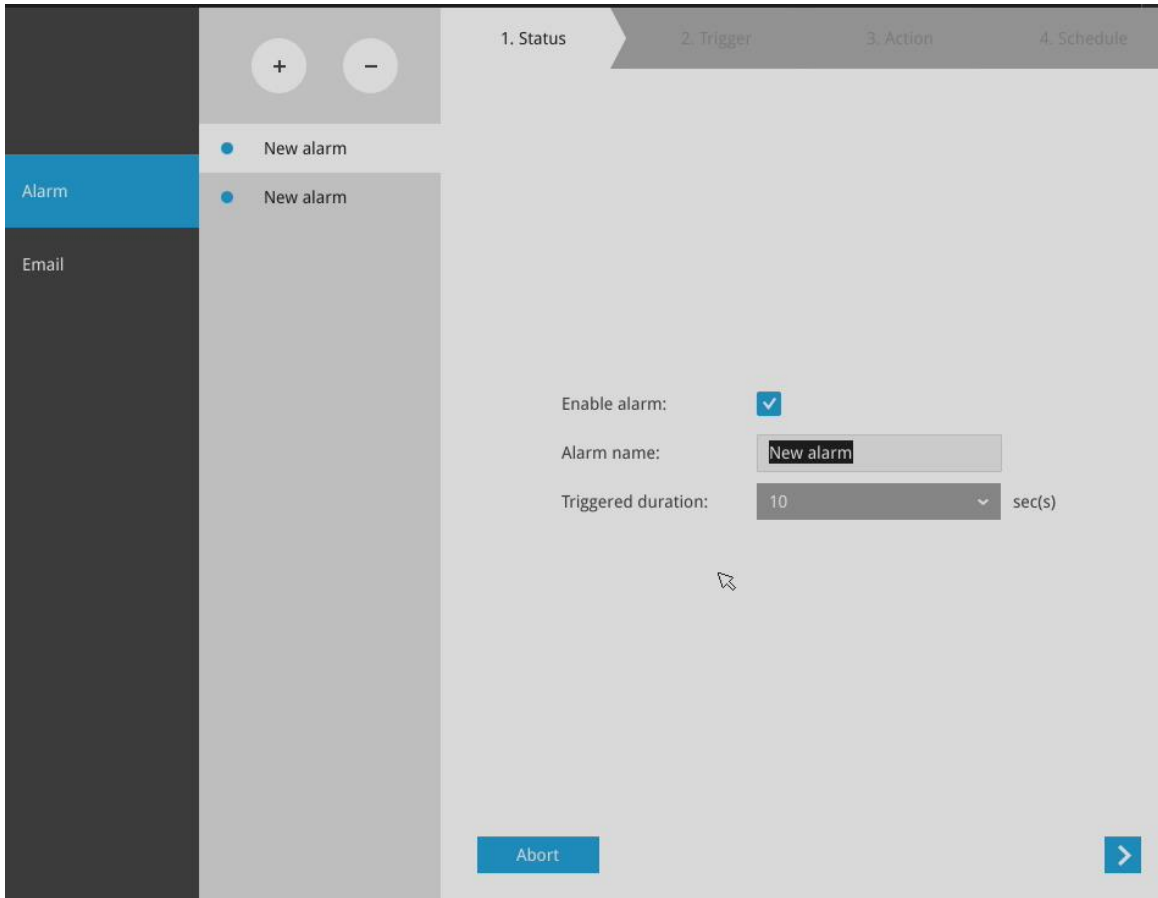 1. Status
2. Trigger
3. Action
4. Schedule
+
−
New alarm
New alarm
Alarm
Email
Enable alarm:
Alarm name: New alarm
Triggered duration: 10 sec(s)
Abort